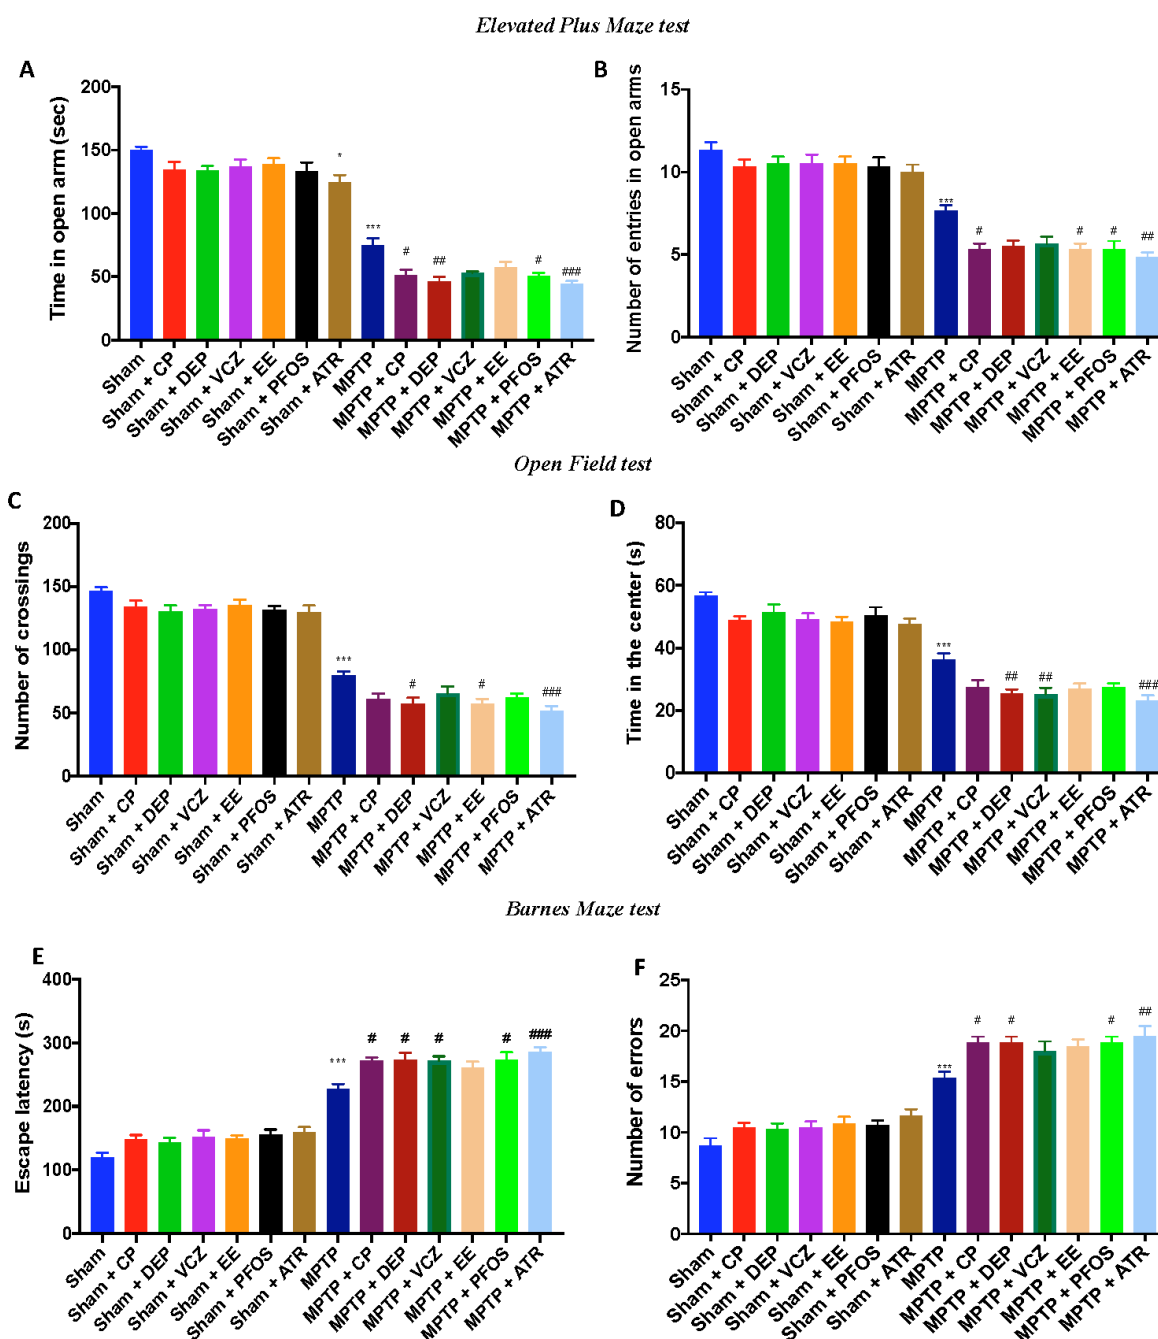 Elevated Plus Maze test
A
Time in open arm (sec)
200
150
100
50
0
*
***
#
##
#
###
Sham
Sham + CP
Sham + DEP
Sham + VCZ
Sham + EE
Sham + PFOS
Sham + ATR
MPTP
MPTP + CP
MPTP + DEP
MPTP + VCZ
MPTP + EE
MPTP + PFOS
MPTP + ATR
B
Number of entries in open arms
15
10
5
0
***
#
#
#
##
Sham
Sham + CP
Sham + DEP
Sham + VCZ
Sham + EE
Sham + PFOS
Sham + ATR
MPTP
MPTP + CP
MPTP + DEP
MPTP + VCZ
MPTP + EE
MPTP + PFOS
MPTP + ATR
Open Field test
C
Number of crossings
200
150
100
50
0
***
#
#
###
Sham
Sham + CP
Sham + DEP
Sham + VCZ
Sham + EE
Sham + PFOS
Sham + ATR
MPTP
MPTP + CP
MPTP + DEP
MPTP + VCZ
MPTP + EE
MPTP + PFOS
MPTP + ATR
D
Time in the center (s)
80
60
40
20
0
***
##
##
###
Sham
Sham + CP
Sham + DEP
Sham + VCZ
Sham + EE
Sham + PFOS
Sham + ATR
MPTP
MPTP + CP
MPTP + DEP
MPTP + VCZ
MPTP + EE
MPTP + PFOS
MPTP + ATR
Barnes Maze test
E
Escape latency (s)
400
300
200
100
0
***
#
#
#
#
###
Sham
Sham + CP
Sham + DEP
Sham + VCZ
Sham + EE
Sham + PFOS
Sham + ATR
MPTP
MPTP + CP
MPTP + DEP
MPTP + VCZ
MPTP + EE
MPTP + PFOS
MPTP + ATR
F
Number of errors
25
20
15
10
5
0
***
#
#
#
##
Sham
Sham + CP
Sham + DEP
Sham + VCZ
Sham + EE
Sham + PFOS
Sham + ATR
MPTP
MPTP + CP
MPTP + DEP
MPTP + VCZ
MPTP + EE
MPTP + PFOS
MPTP + ATR